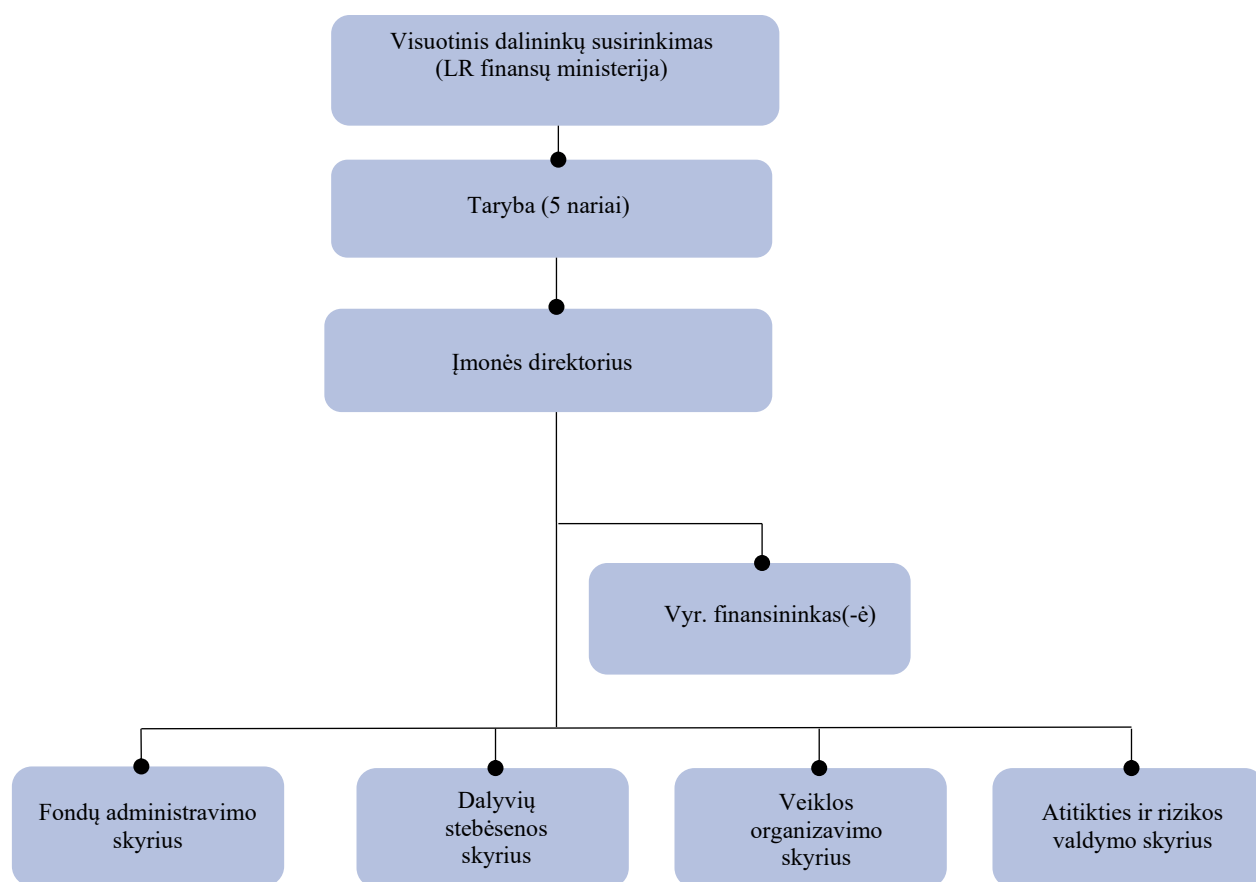 Visuotinis dalininkų susirinkimas
(LR finansų ministerija)
Taryba (5 nariai)
Įmonės direktorius
Vyr. finansininkas(-ė)
Fondų administravimo
skyrius
Dalyvių
stebėsenos
skyrius
Veiklos
organizavimo
skyrius
Atitikties ir rizikos
valdymo skyrius